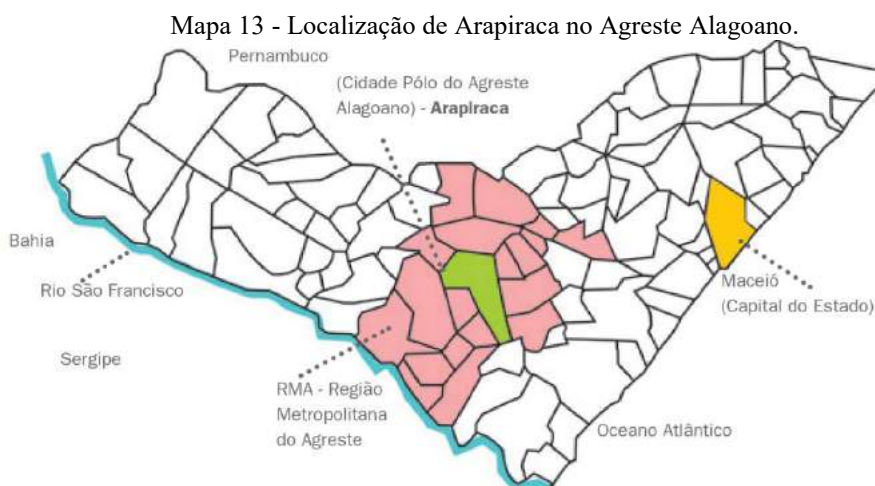 Mapa 13 - Localização de Arapiraca no Agreste Alagoano.
Pernambuco
(Cidade Pólo do Agreste
Alagoano) - Arapiraca
Bahia
Rio São Francisco
Maceió
(Capital do Estado)
Sergipe
RMA - Região
Metropolitana
do Agreste
Oceano Atlântico